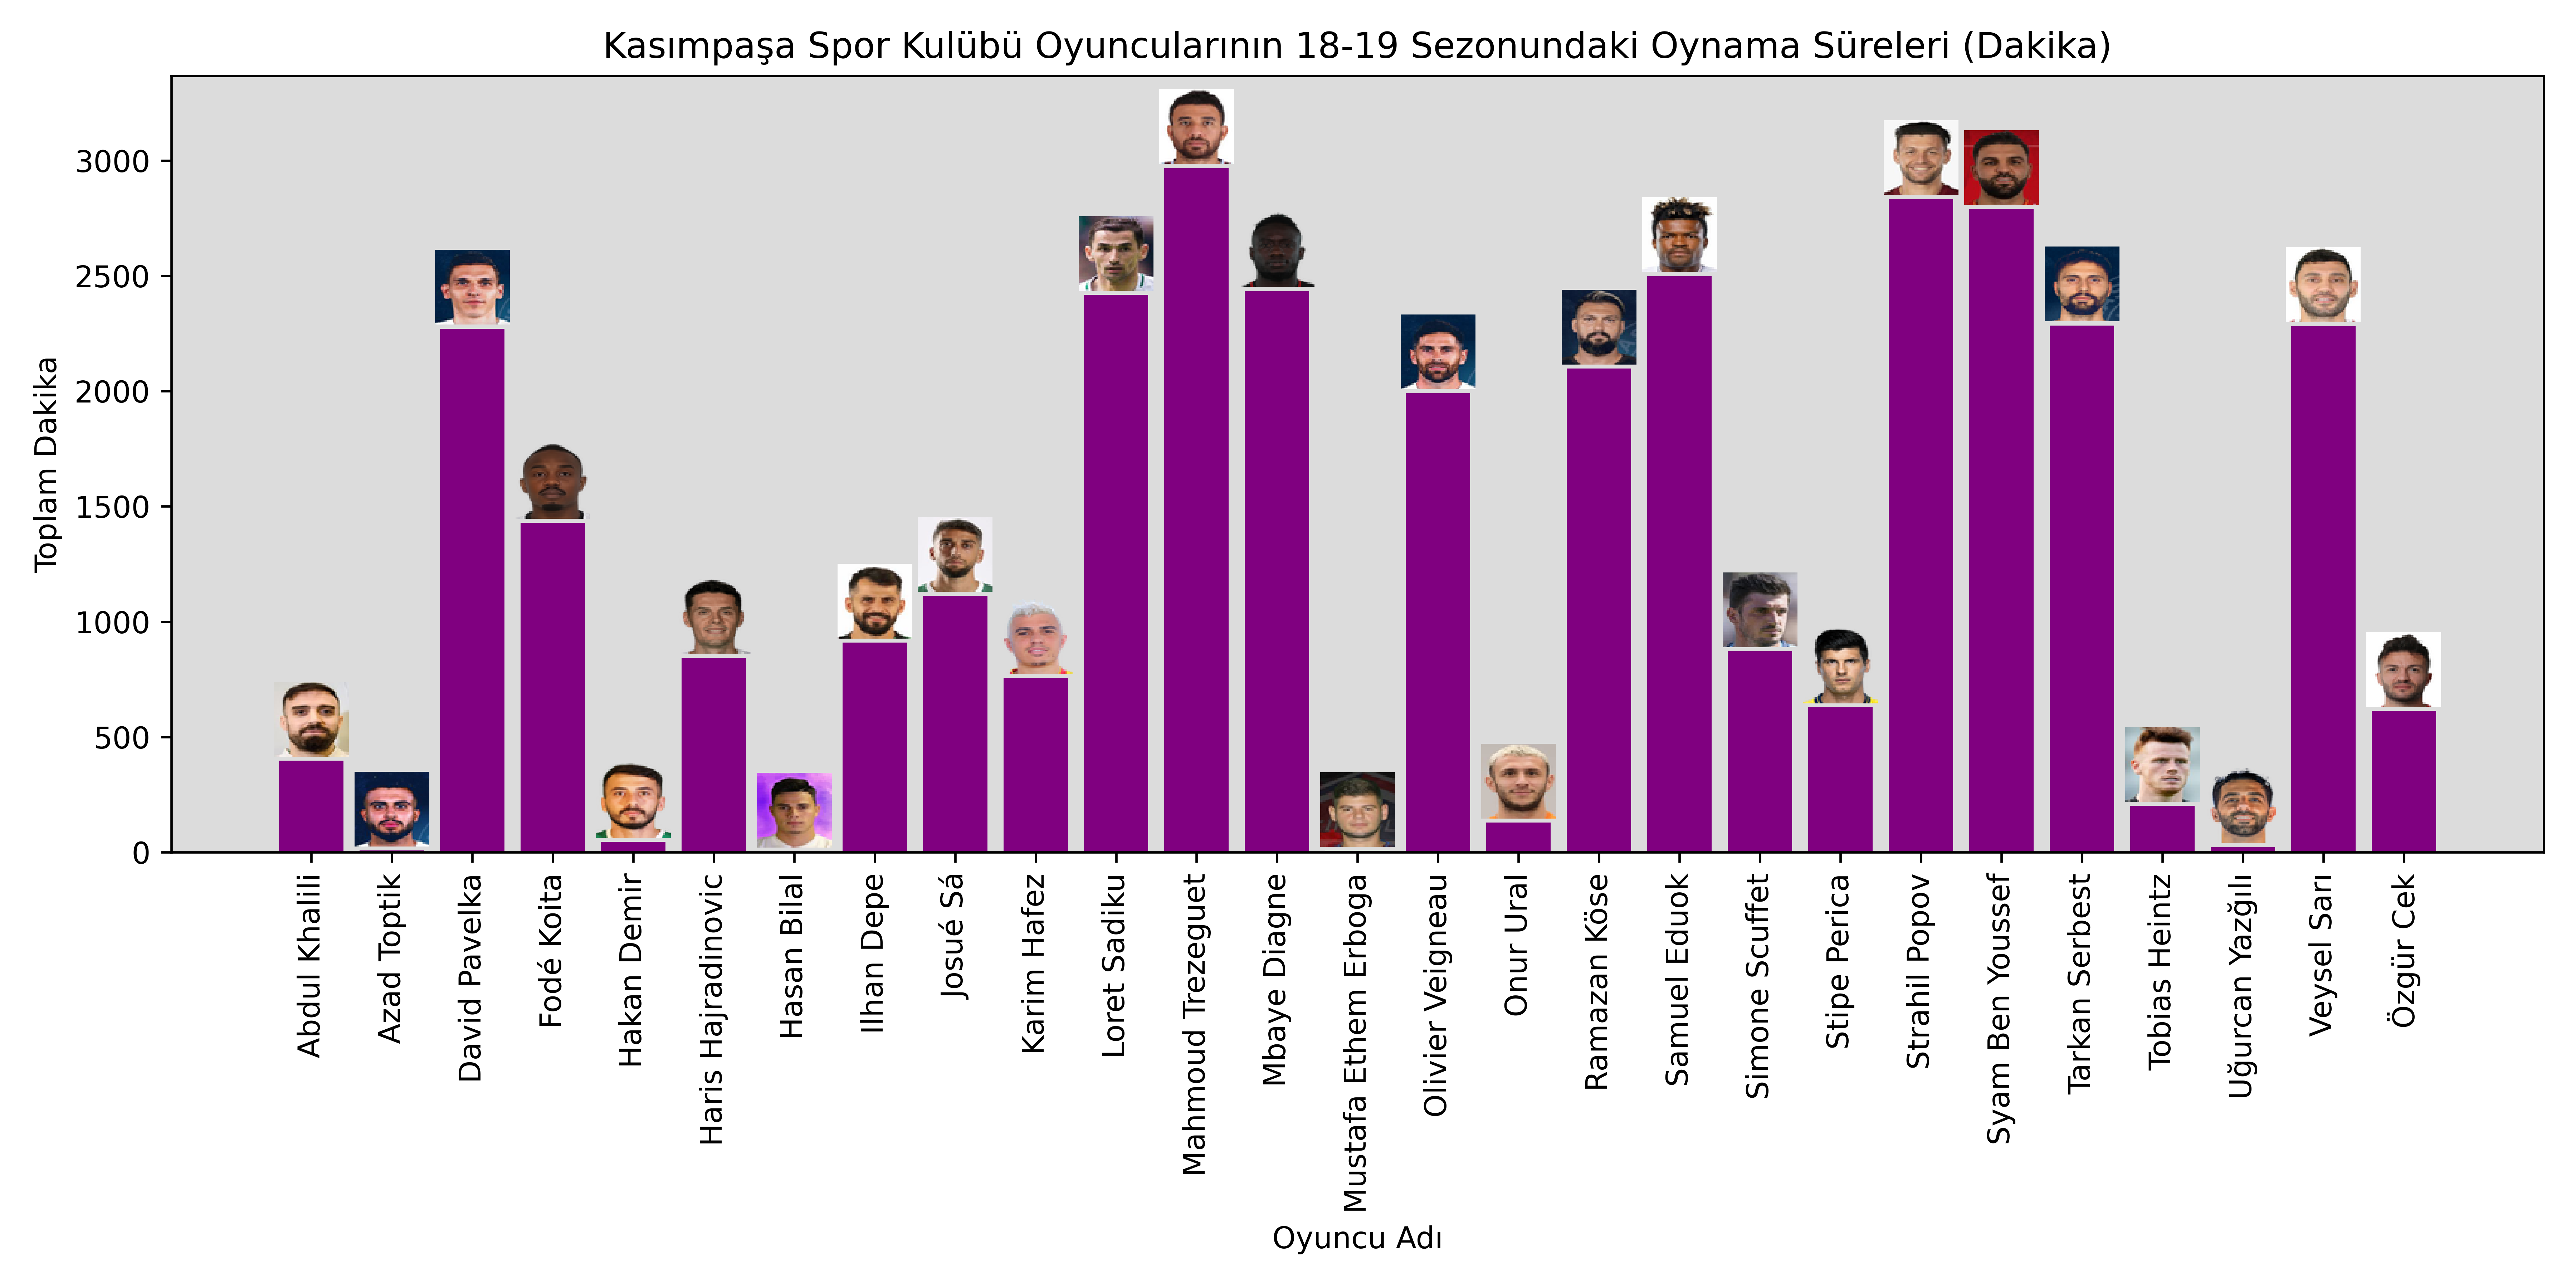 Kasımpaşa Spor Kulübü Oyuncularının 18-19 Sezonundaki Oynama Süreleri (Dakika)
Toplam Dakika
3000
2500
2000
1500
1000
500
0
Abdul Khalili
Azad Toptik
David Pavelka
Fodé Koita
Hakan Demir
Haris Hajradinovic
Hasan Bilal
Ilhan Depe
Josué Sá
Karim Hafez
Loret Sadiku
Mahmoud Trezeguet
Mbaye Diagne
Mustafa Ethem Erboga
Olivier Veigneau
Onur Ural
Ramazan Köse
Samuel Eduok
Simone Scuffet
Stipe Perica
Strahil Popov
Syam Ben Youssef
Tarkan Serbest
Tobias Heintz
Uğurcan Yazğılı
Veysel Sarı
Özgür Cek
Oyuncu Adı